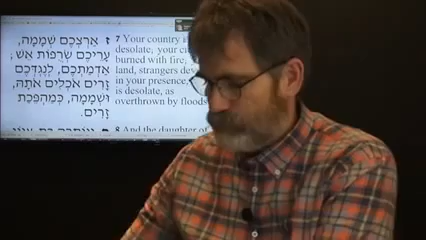 ז אַרְצְכֶם שְׁמָמָה,
עָרֵיכֶם שְׂרֻפוֹת אֵשׁ;
אַדְמַתְכֶם, לְנֶגְדְּכֶם
זָרִים אֹכְלִים אֹתָהּ,
וּשְׁמָמָה, כְּמַהְפֵּכַת
זָרִים.
7 Your country
desolate, your
burned with fire;
land, strangers
in your presence,
is desolate, as
overthrown by floods
8 And the daughter of